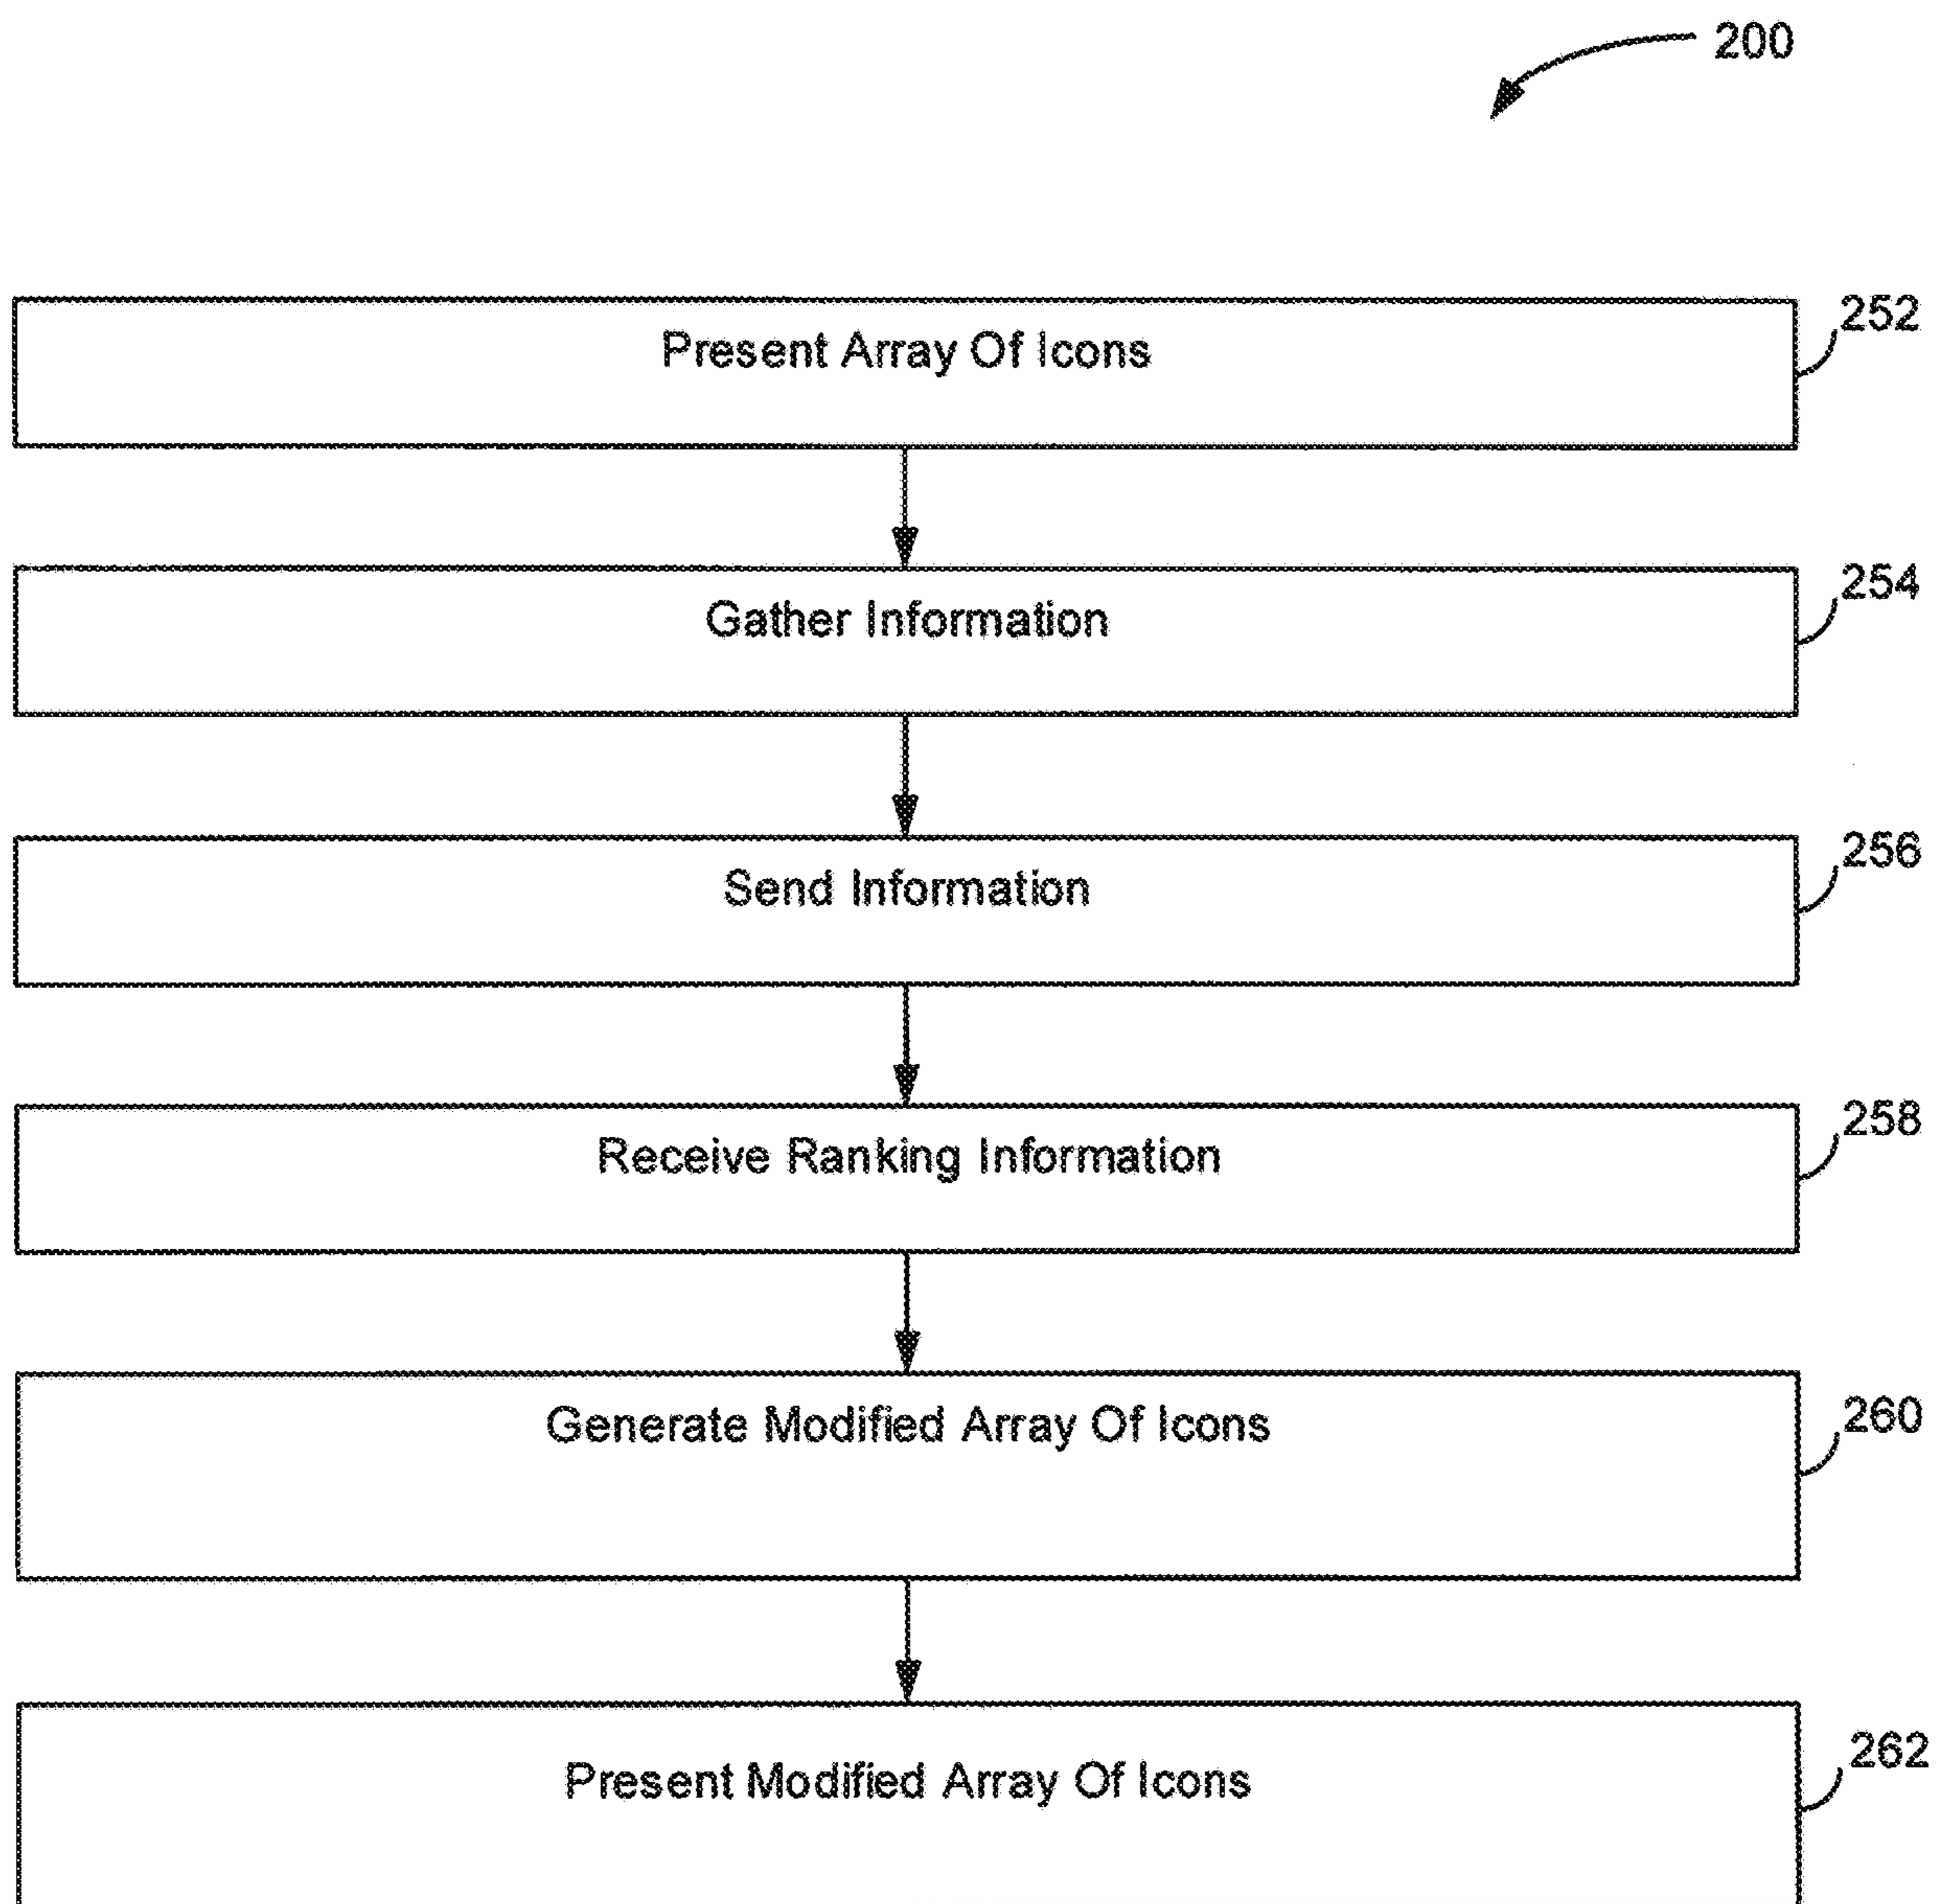 200
Present Array Of Icons
252
Gather Information
254
Send Information
256
Receive Ranking Information
258
Generate Modified Array Of Icons
260
Present Modified Array Of Icons
262